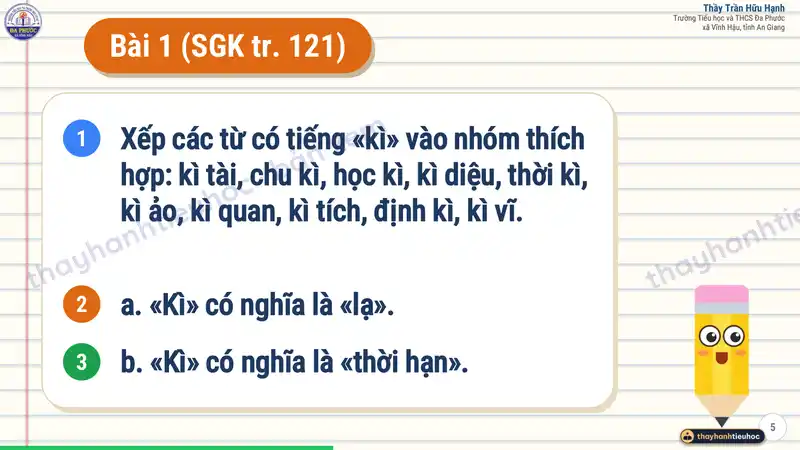 Thầy Trần Hữu Hạnh
Trường Tiểu học và THCS Đa Phước
xã Vĩnh Hậu, tỉnh An Giang
ĐA PHƯỚC
Bài 1 (SGK tr. 121)
1
Xếp các từ có tiếng «kì» vào nhóm thích
hợp: kì tài, chu kì, học kì, kì diệu, thời kì,
kì ảo, kì quan, kì tích, định kì, kì vĩ.
2
a. «Kì» có nghĩa là «lạ».
3
b. «Kì» có nghĩa là «thời hạn».
5
thayhanhtieuhoc